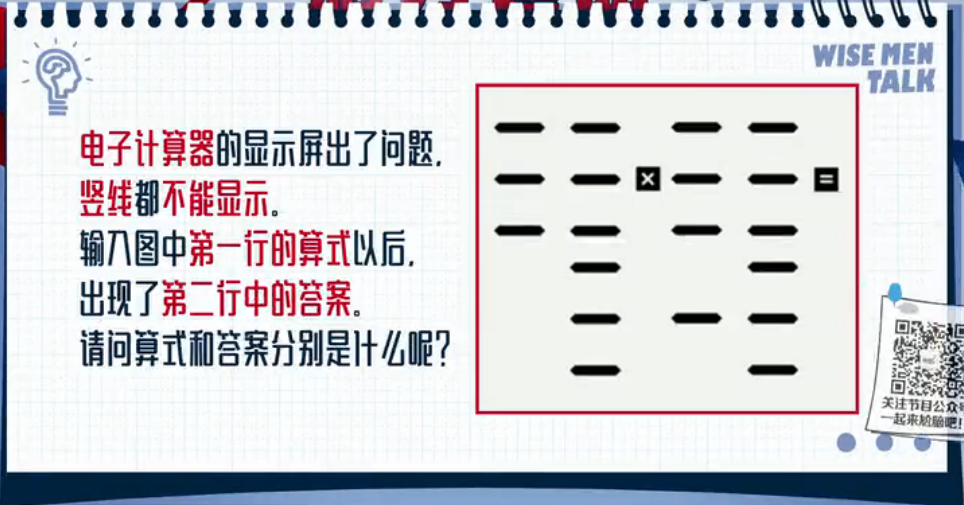 WISE MEN
TALK
电子计算器的显示屏出了问题，
竖线都不能显示。
输入图中第一行的算式以后，
出现了第二行中的答案。
请问算式和答案分别是什么呢？
×
=
关注节目公众号
一起来尬脑吧！